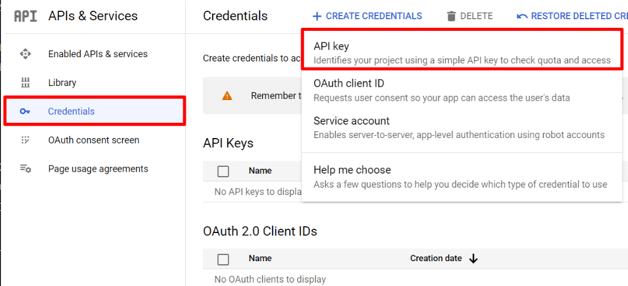 API APIs & Services
Enabled APIs & services
Library
Credentials
OAuth consent screen
Page usage agreements
Credentials
+ CREATE CREDENTIALS
DELETE
RESTORE DELETED CRE
Create credentials to ac
Remember t
API key
Identifies your project using a simple API key to check quota and access
OAuth client ID
Requests user consent so your app can access the user's data
Service account
Enables server-to-server, app-level authentication using robot accounts
Help me choose
Asks a few questions to help you decide which type of credential to use
API Keys
Name
No API keys to displa
OAuth 2.0 Client IDs
Name Creation date
No OAuth clients to display